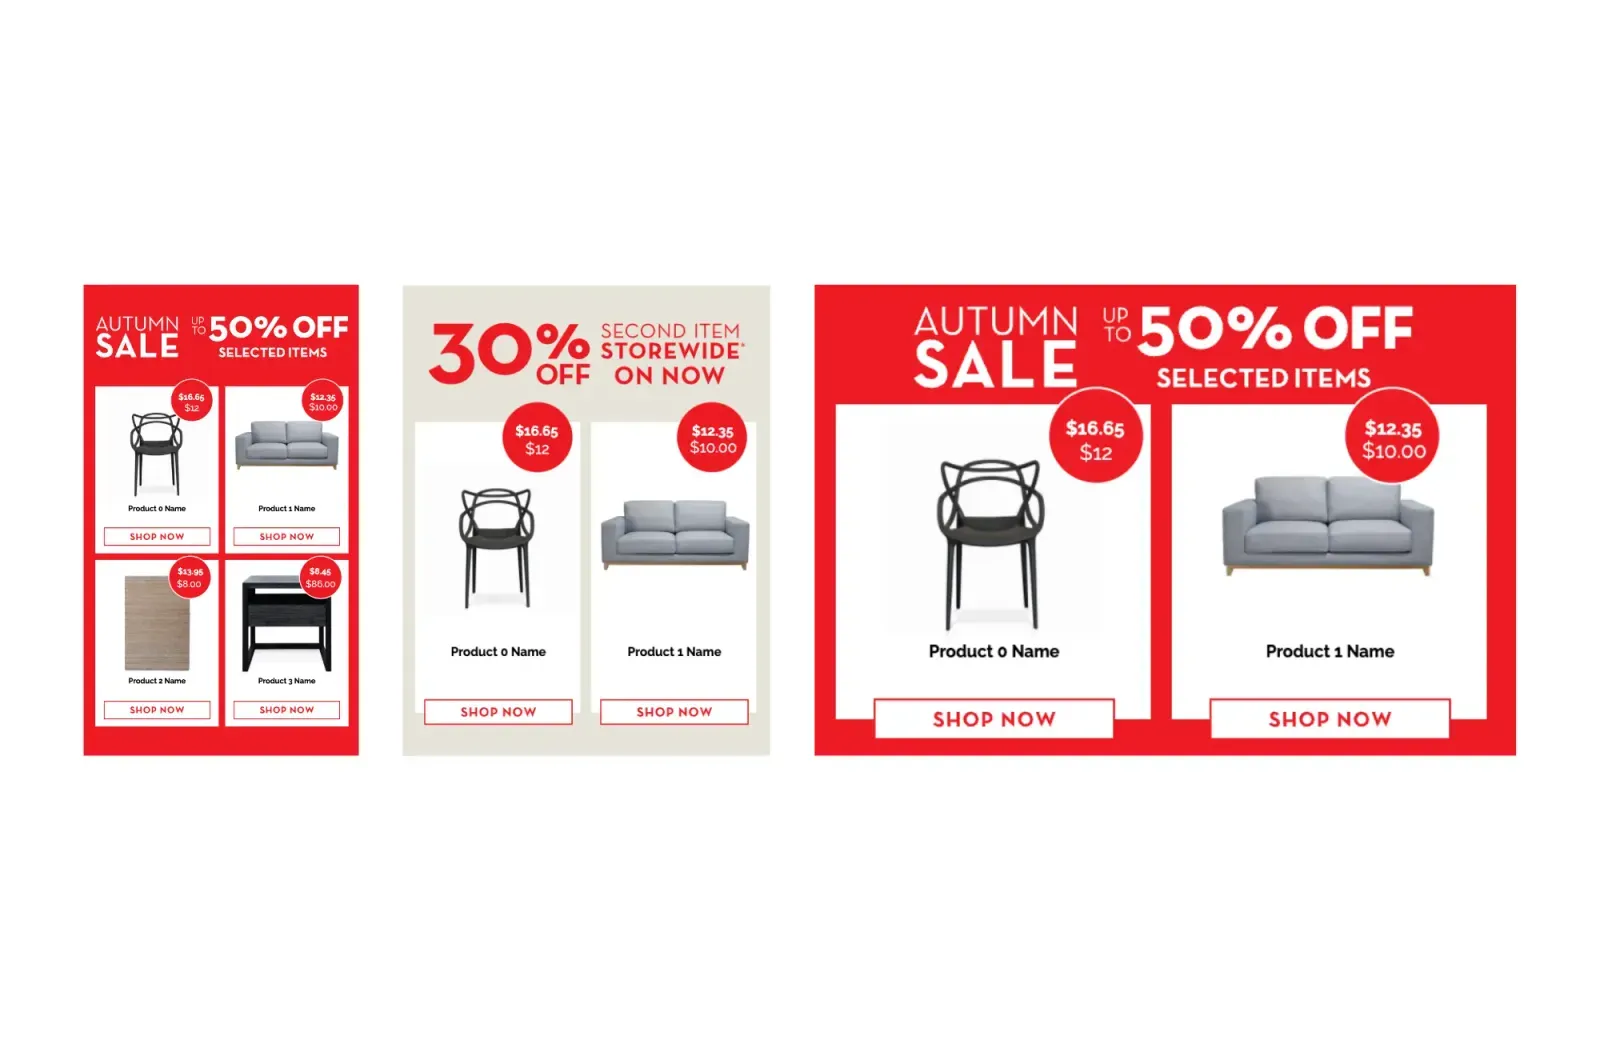 AUTUMN
SALE
UP
TO
50% OFF
SELECTED ITEMS
$16.65
$12
Product 0 Name
SHOP NOW
$12.35
$10.00
Product 1 Name
SHOP NOW
$13.95
$8.00
Product 2 Name
SHOP NOW
$8.45
$86.00
Product 3 Name
SHOP NOW
30%
OFF
SECOND ITEM
STOREWIDE*
ON NOW
$16.65
$12
Product 0 Name
SHOP NOW
$12.35
$10.00
Product 1 Name
SHOP NOW
AUTUMN
SALE
UP
TO
50% OFF
SELECTED ITEMS
$16.65
$12
Product 0 Name
SHOP NOW
$12.35
$10.00
Product 1 Name
SHOP NOW